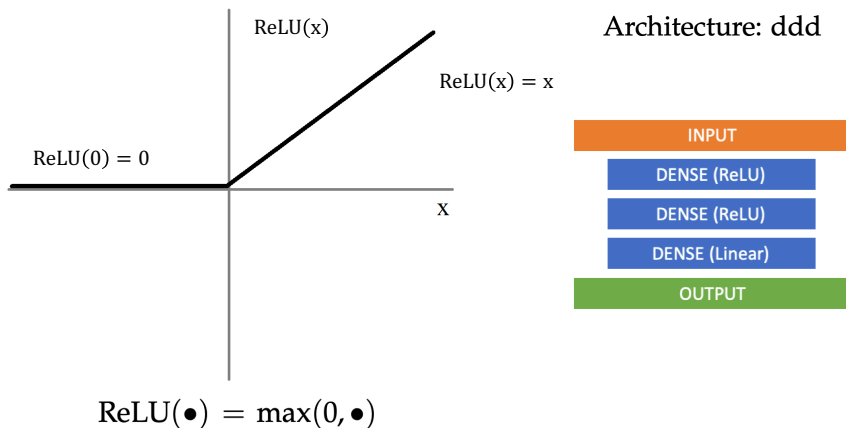 ReLU(x)
ReLU(x) = x
ReLU(0) = 0
x
ReLU(•) = max(0, •)
Architecture: ddd
INPUT
DENSE (ReLU)
DENSE (ReLU)
DENSE (Linear)
OUTPUT